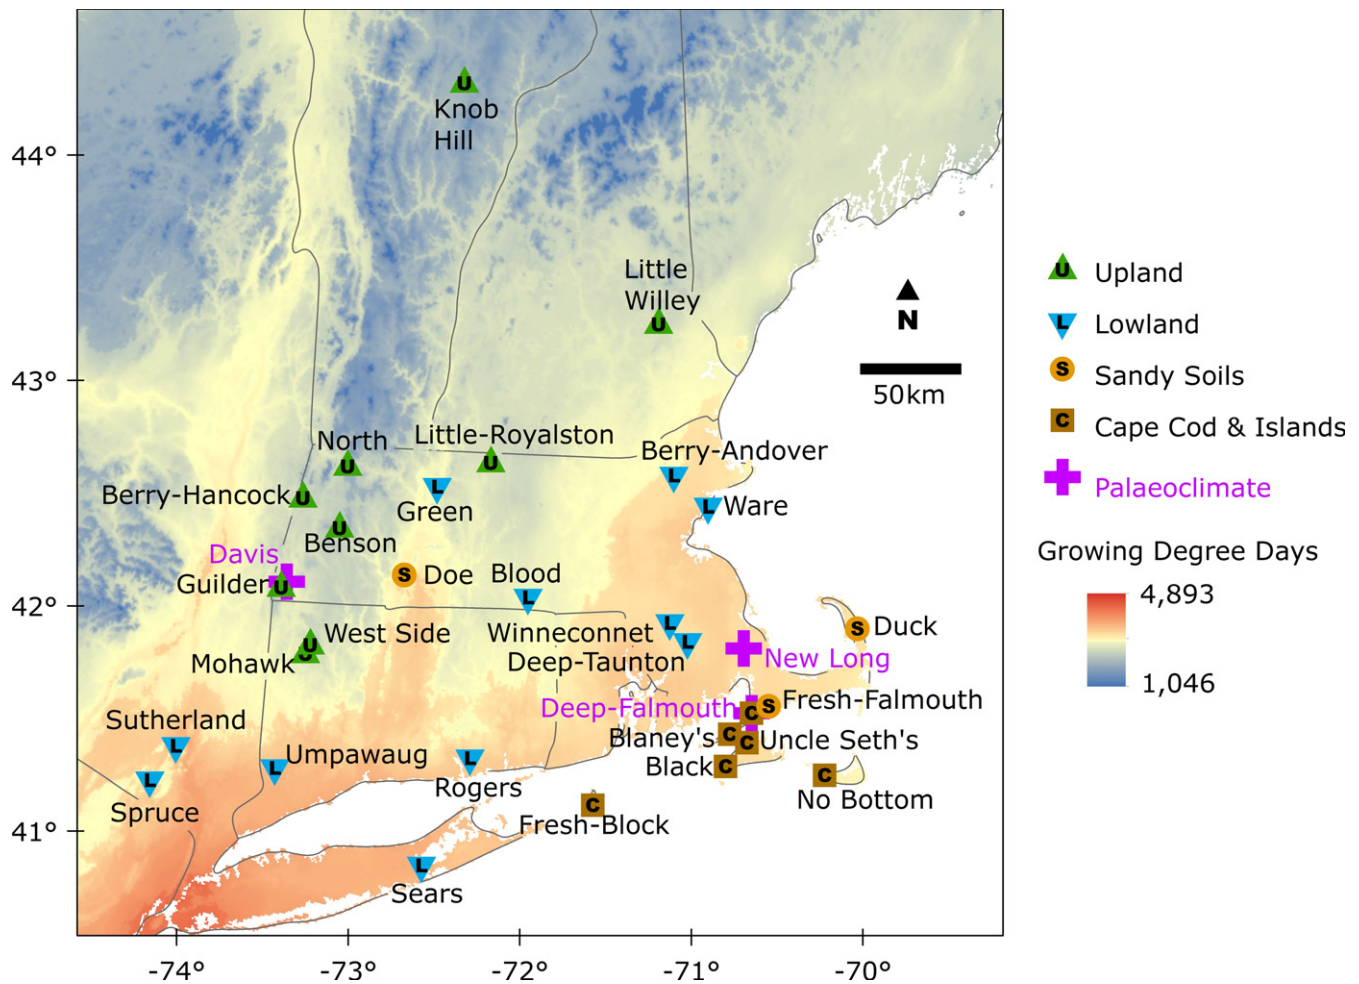 U
Knob
Hill
44°
Little
Willey
U
N
50km
43°
North
Little-Royalston
U
U
Berry-Andover
L
Berry-Hancock
U
L
Green
L
Ware
U
Benson
Davis
Guilder
U
S
Doe
Blood
L
42°
West Side
U
Mohawk
U
Winneconnet
L
Deep-Taunton
L
S
Duck
New Long
Deep-Falmouth
C
S
Fresh-Falmouth
Sutherland
L
Blaney's
C
C
Uncle Seth's
Umpawaug
L
Rogers
L
Black
C
C
No Bottom
L
Spruce
C
Fresh-Block
41°
L
Sears
-74°
-73°
-72°
-71°
-70°
U Upland
L Lowland
S Sandy Soils
C Cape Cod & Islands
Palaeoclimate
Growing Degree Days
4,893
1,046